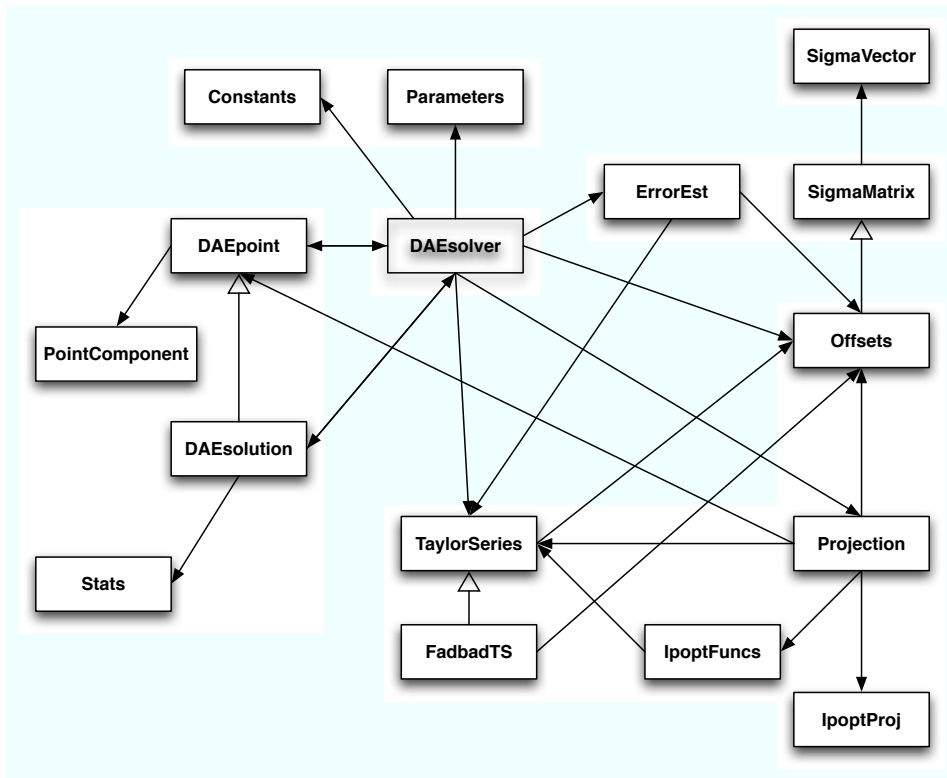 SigmaVector
Constants
Parameters
ErrorEst
SigmaMatrix
DAEpoint
DAEsolver
Offsets
PointComponent
DAEsolution
TaylorSeries
Projection
Stats
FadbadTS
IpoptFuncs
IpoptProj